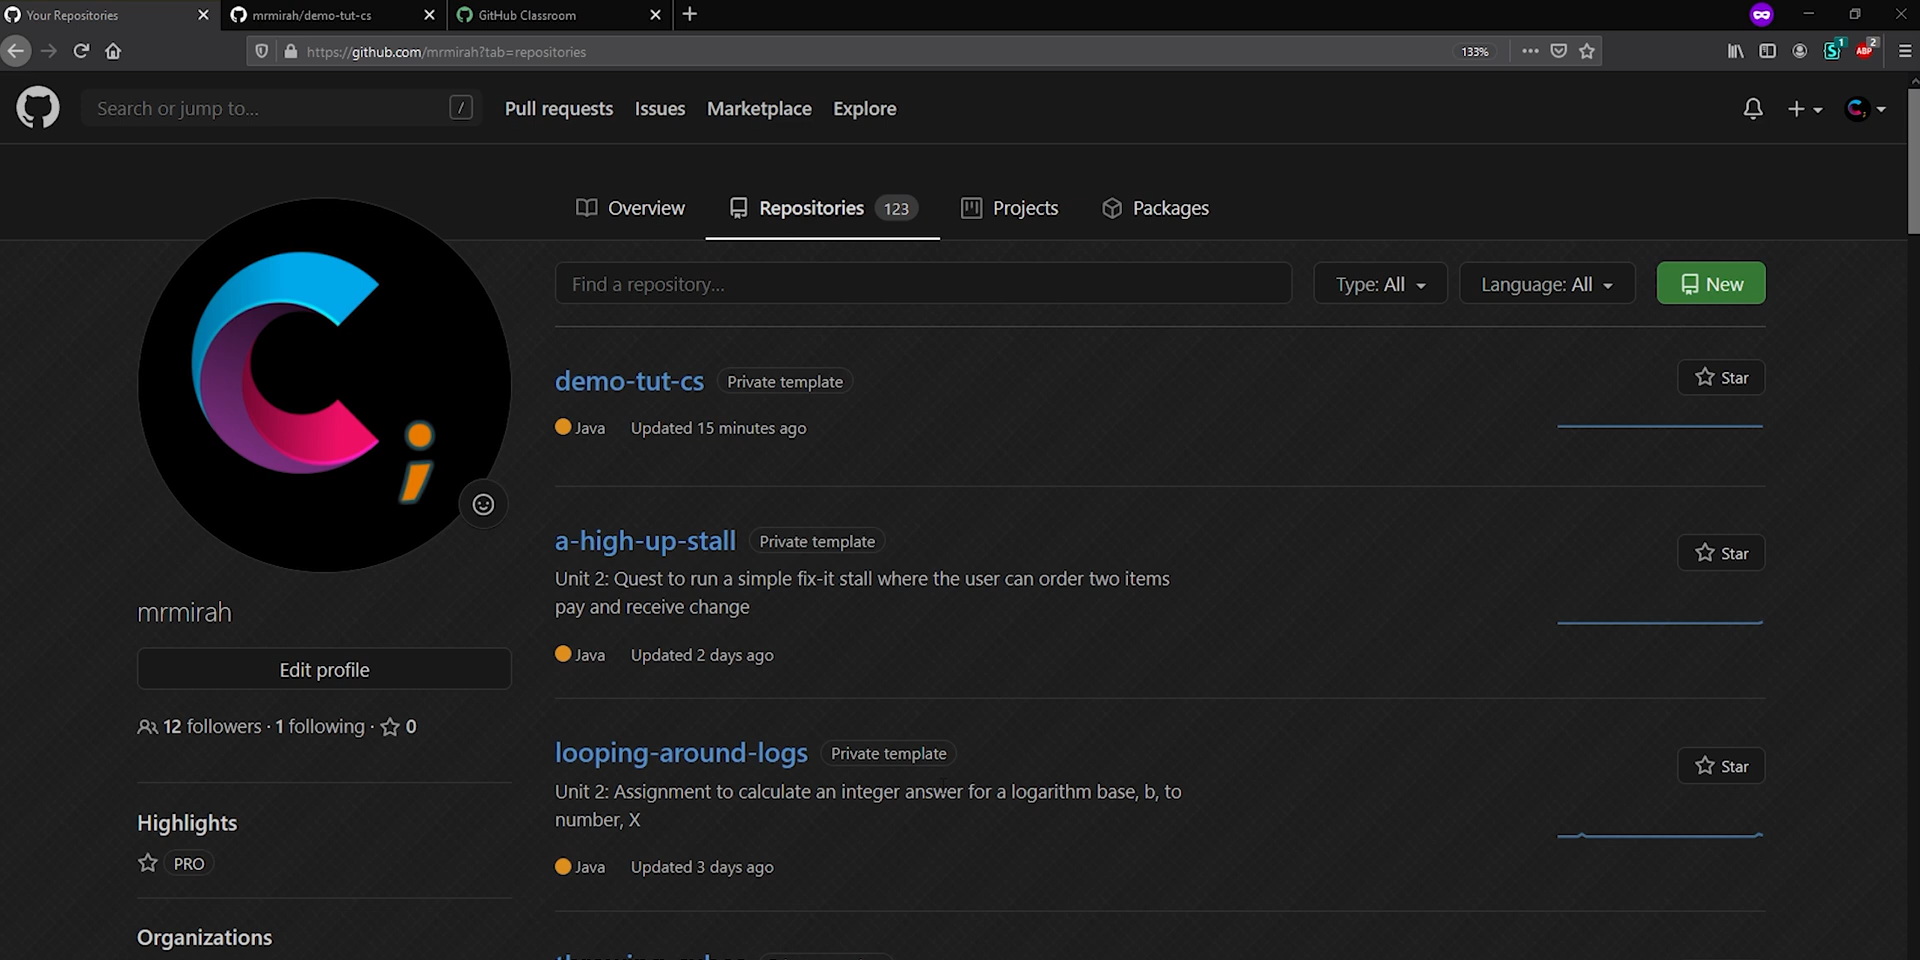 Your Repositories
mrmirah/demo-tut-cs
GitHub Classroom
https://github.com/mrmirah?tab=repositories
133%
1
ABP
2
Search or jump to...
/
Pull requests
Issues
Marketplace
Explore
Overview
Repositories 123
Projects
Packages
Find a repository...
Type: All
Language: All
New
demo-tut-cs Private template
Star
Java Updated 15 minutes ago
a-high-up-stall Private template
Star
Unit 2: Quest to run a simple fix-it stall where the user can order two items
pay and receive change
Java Updated 2 days ago
looping-around-logs Private template
Star
Unit 2: Assignment to calculate an integer answer for a logarithm base, b, to
number, X
Java Updated 3 days ago
C;
mrmirah
Edit profile
12 followers · 1 following · 0
Highlights
PRO
Organizations